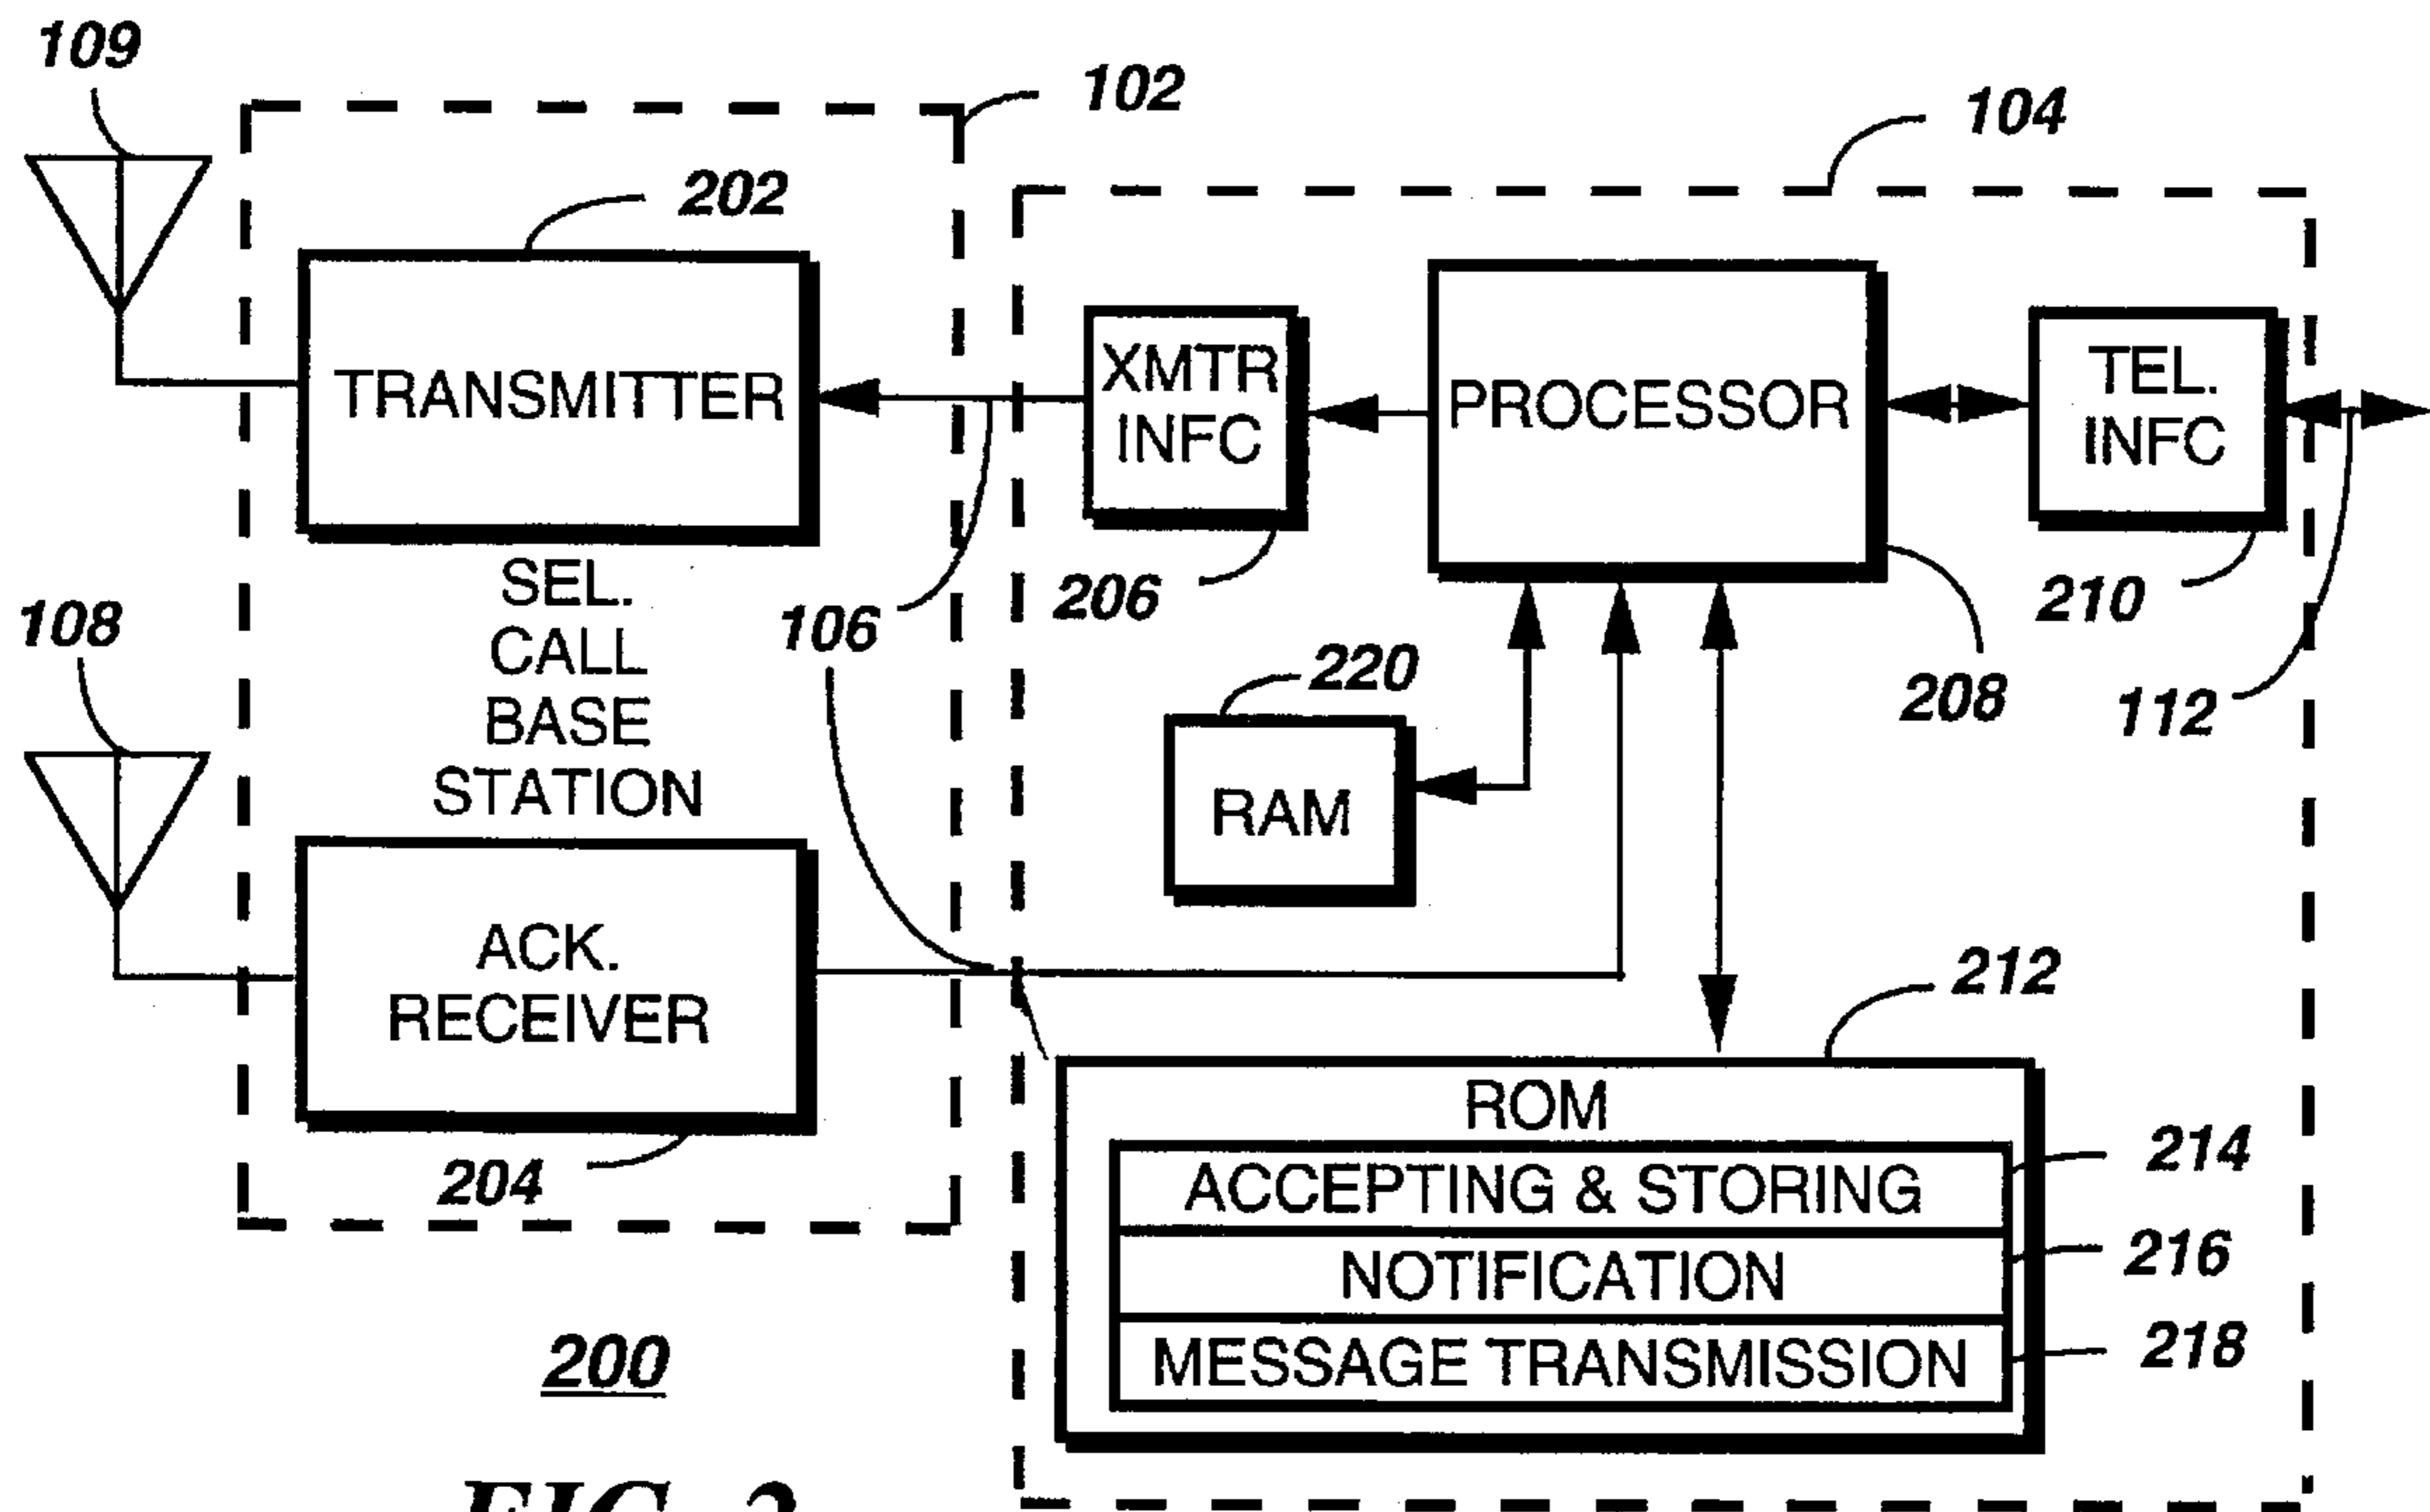 109
102
104
202
TRANSMITTER
XMTR
INFC
PROCESSOR
TEL.
INFC
206
210
SEL.
CALL
BASE
STATION
108
106
220
208
112
RAM
ACK.
RECEIVER
204
212
ROM
214
ACCEPTING & STORING
216
NOTIFICATION
218
MESSAGE TRANSMISSION
200